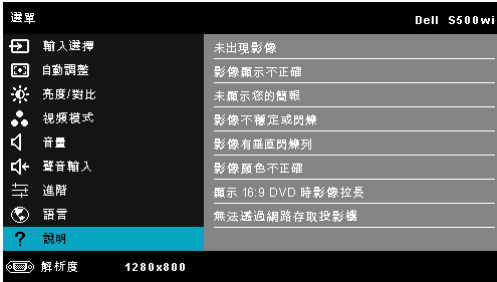 選單 Dell S500wi
輸入選擇
自動調整
亮度/對比
視頻模式
音量
聲音輸入
進階
語言
? 說明
未出現影像
影像顯示不正確
未顯示您的簡報
影像不穩定或閃爍
影像有垂直閃爍列
影像顏色不正確
顯示 16:9 DVD 時影像拉長
無法透過網路存取投影機
解析度 1280x800